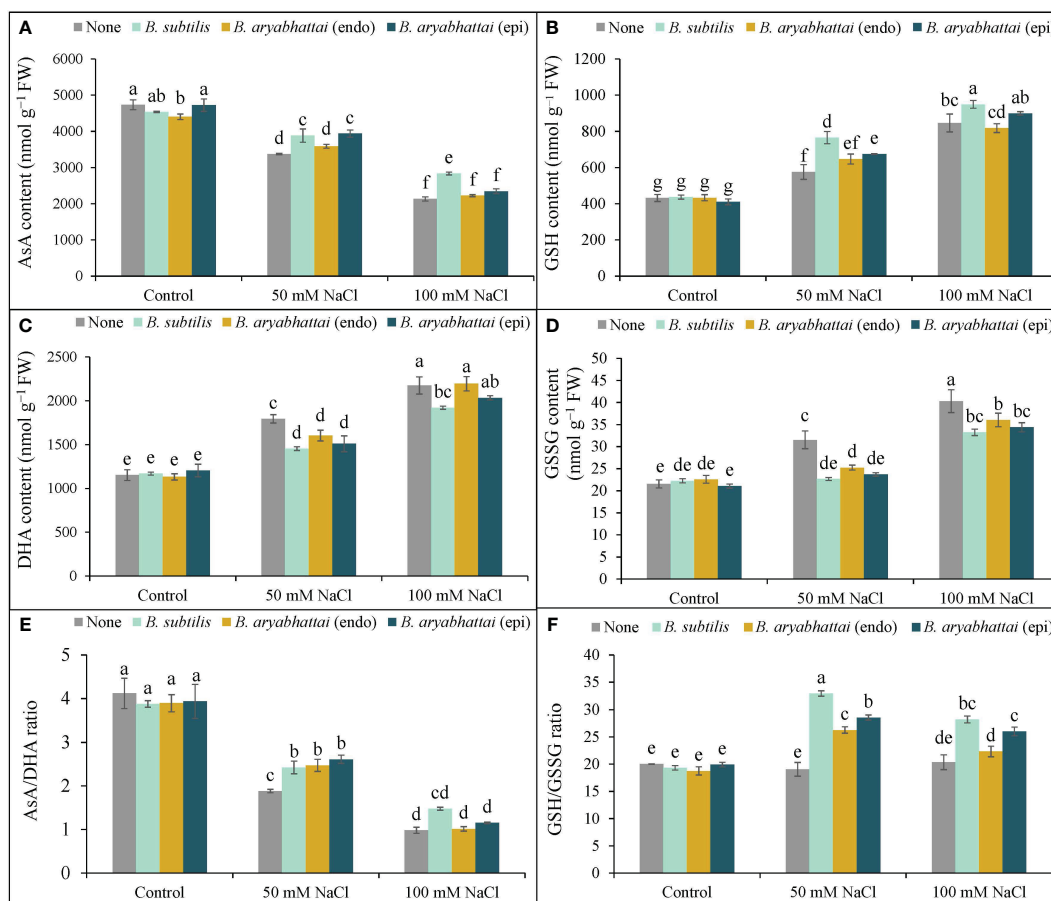 A
None B. subtilis B. aryabhattai (endo) B. aryabhattai (epi)
AsA content (nmol g⁻¹ FW)
6000
5000
4000
3000
2000
1000
0
a ab b a
d c d c
f e f f
Control 50 mM NaCl 100 mM NaCl
B
None B. subtilis B. aryabhattai (endo) B. aryabhattai (epi)
GSH content (nmol g⁻¹ FW)
1200
1000
800
600
400
200
0
g g g g
f d ef e
bc a cd ab
Control 50 mM NaCl 100 mM NaCl
C
None B. subtilis B. aryabhattai (endo) B. aryabhattai (epi)
DHA content (nmol g⁻¹ FW)
2500
2000
1500
1000
500
0
e e e e
c d d d
a bc a ab
Control 50 mM NaCl 100 mM NaCl
D
None B. subtilis B. aryabhattai (endo) B. aryabhattai (epi)
GSSG content
(nmol g⁻¹ FW)
50
45
40
35
30
25
20
15
10
5
0
e de de e
c de d de
a bc b bc
Control 50 mM NaCl 100 mM NaCl
E
None B. subtilis B. aryabhattai (endo) B. aryabhattai (epi)
AsA/DHA ratio
5
4
3
2
1
0
a a a a
c b b b
d cd d d
Control 50 mM NaCl 100 mM NaCl
F
None B. subtilis B. aryabhattai (endo) B. aryabhattai (epi)
GSH/GSSG ratio
40
35
30
25
20
15
10
5
0
e e e e
e a c b
de bc d c
Control 50 mM NaCl 100 mM NaCl